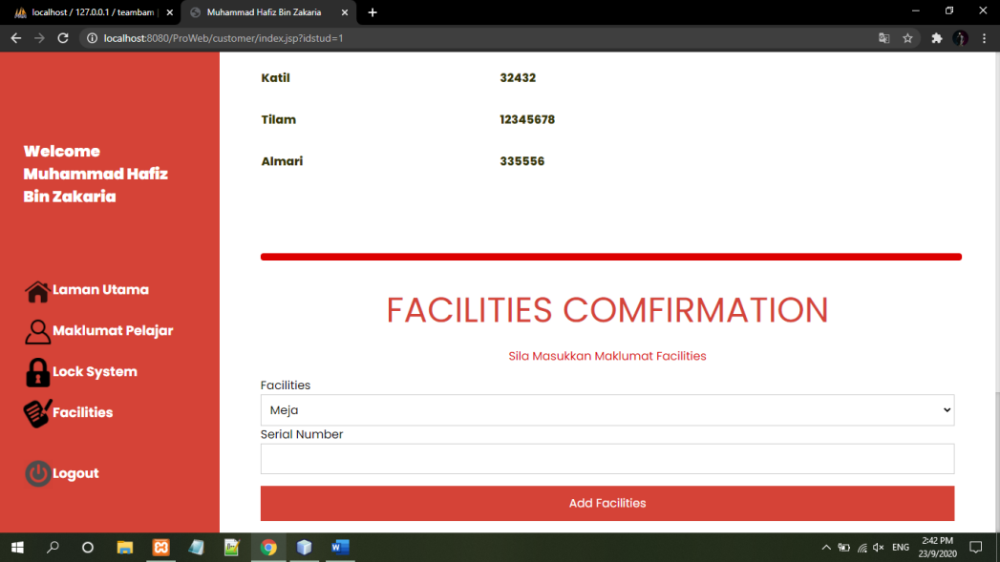 localhost / 127.0.0.1 / teambam
Muhammad Hafiz Bin Zakaria
localhost:8080/ProWeb/customer/index.jsp?idstud=1
Welcome
Muhammad Hafiz
Bin Zakaria
Laman Utama
Maklumat Pelajar
Lock System
Facilities
Logout
Katil 32432
Tilam 12345678
Almari 335556
FACILITIES COMFIRMATION
Sila Masukkan Maklumat Facilities
Facilities
Meja
Serial Number
Add Facilities
ENG
2:42 PM
23/9/2020